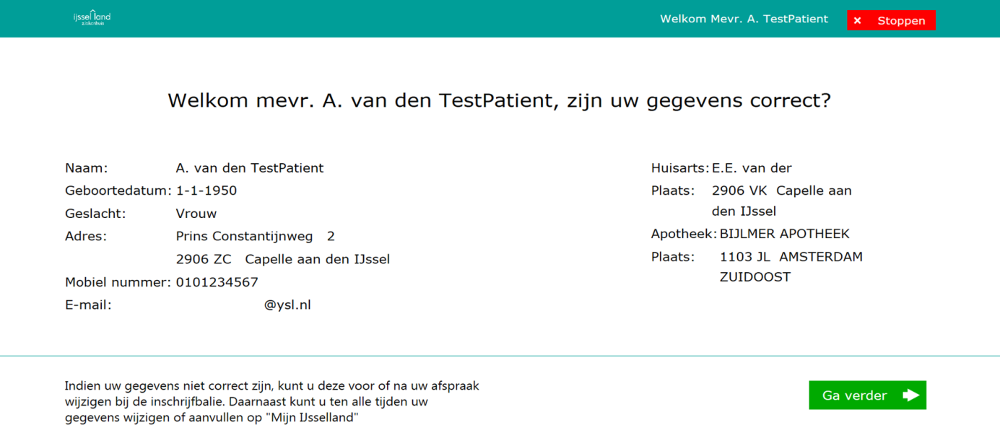 ijsselland
ziekenhuis
Welkom Mevr. A. TestPatient
× Stoppen
Welkom mevr. A. van den TestPatient, zijn uw gegevens correct?
Naam: A. van den TestPatient
Geboortedatum: 1-1-1950
Geslacht: Vrouw
Adres: Prins Constantijnweg 2
2906 ZC Capelle aan den IJssel
Mobiel nummer: 0101234567
E-mail: @ysl.nl
Huisarts: E.E. van der
Plaats: 2906 VK Capelle aan
den IJssel
Apotheek: BIJLMER APOTHEEK
Plaats: 1103 JL AMSTERDAM
ZUIDOOST
Indien uw gegevens niet correct zijn, kunt u deze voor of na uw afspraak
wijzigen bij de inschrijfbalie. Daarnaast kunt u ten alle tijden uw
gegevens wijzigen of aanvullen op "Mijn IJsselland"
Ga verder